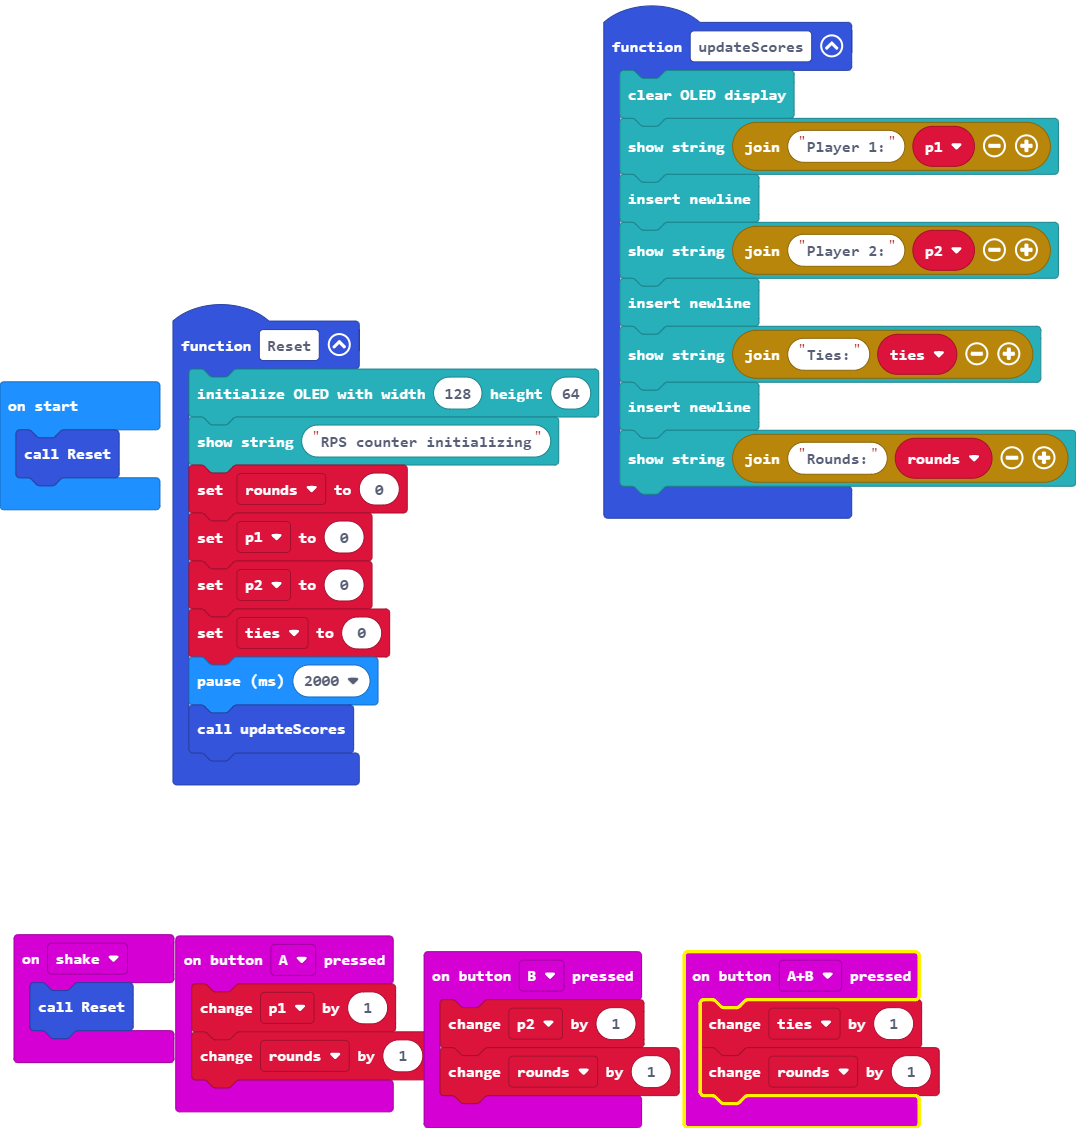 function updateScores
clear OLED display
show string join "Player 1:" p1
insert newline
show string join "Player 2:" p2
insert newline
show string join "Ties:" ties
insert newline
show string join "Rounds:" rounds
on start
call Reset
function Reset
initialize OLED with width 128 height 64
show string "RPS counter initializing"
set rounds to 0
set p1 to 0
set p2 to 0
set ties to 0
pause (ms) 2000
call updateScores
on shake
call Reset
on button A pressed
change p1 by 1
change rounds by 1
on button B pressed
change p2 by 1
change rounds by 1
on button A+B pressed
change ties by 1
change rounds by 1